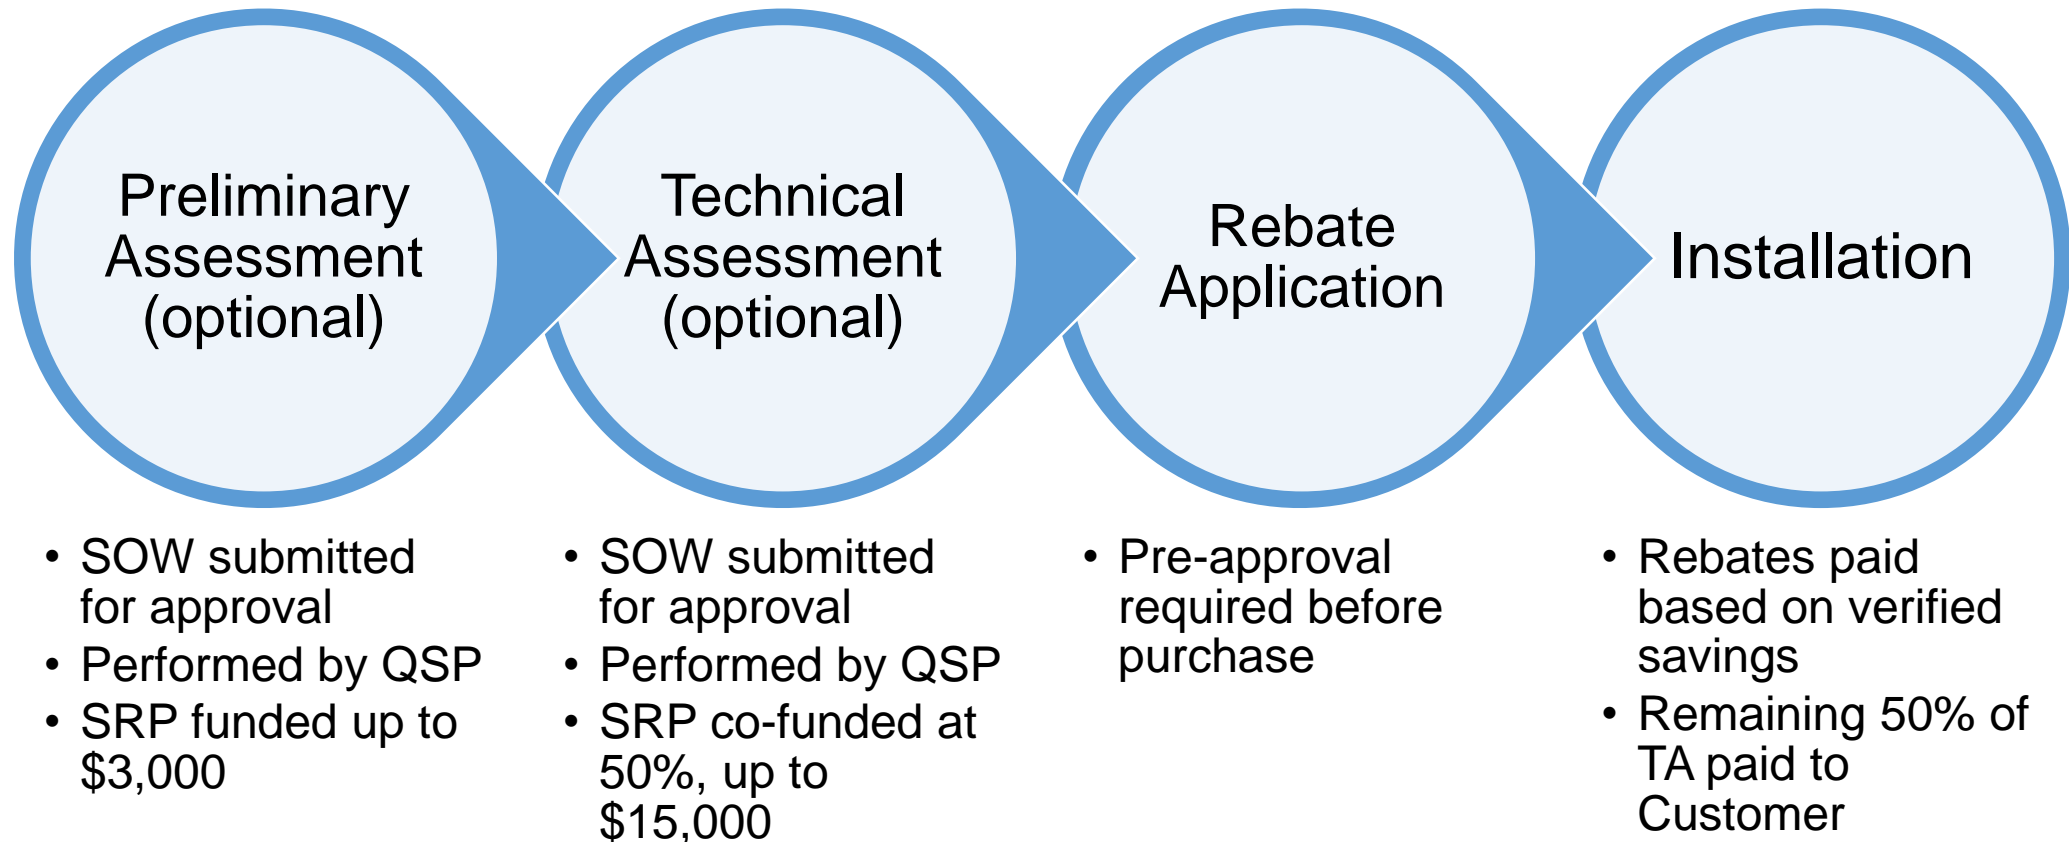 Preliminary
Assessment
(optional)
Technical
Assessment
(optional)
Rebate
Application
Installation
• SOW submitted
for approval
• Performed by QSP
• SRP funded up to
$3,000
• SOW submitted
for approval
• Performed by QSP
• SRP co-funded at
50%, up to
$15,000
• Pre-approval
required before
purchase
• Rebates paid
based on verified
savings
• Remaining 50% of
TA paid to
Customer